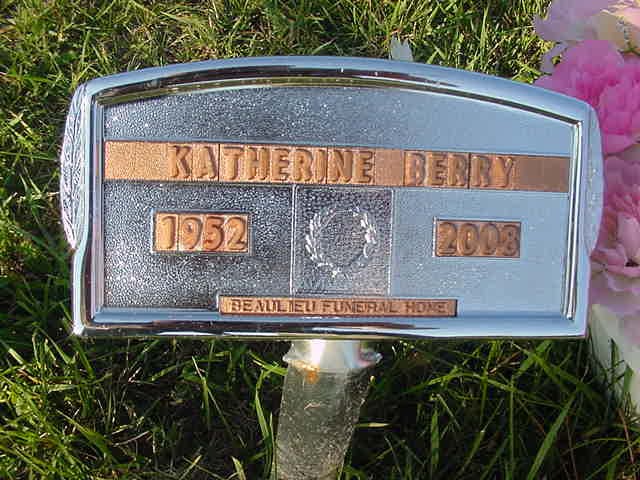 KATHERINE BERRY
1952 2008
BEAULIEU FUNERAL HOME